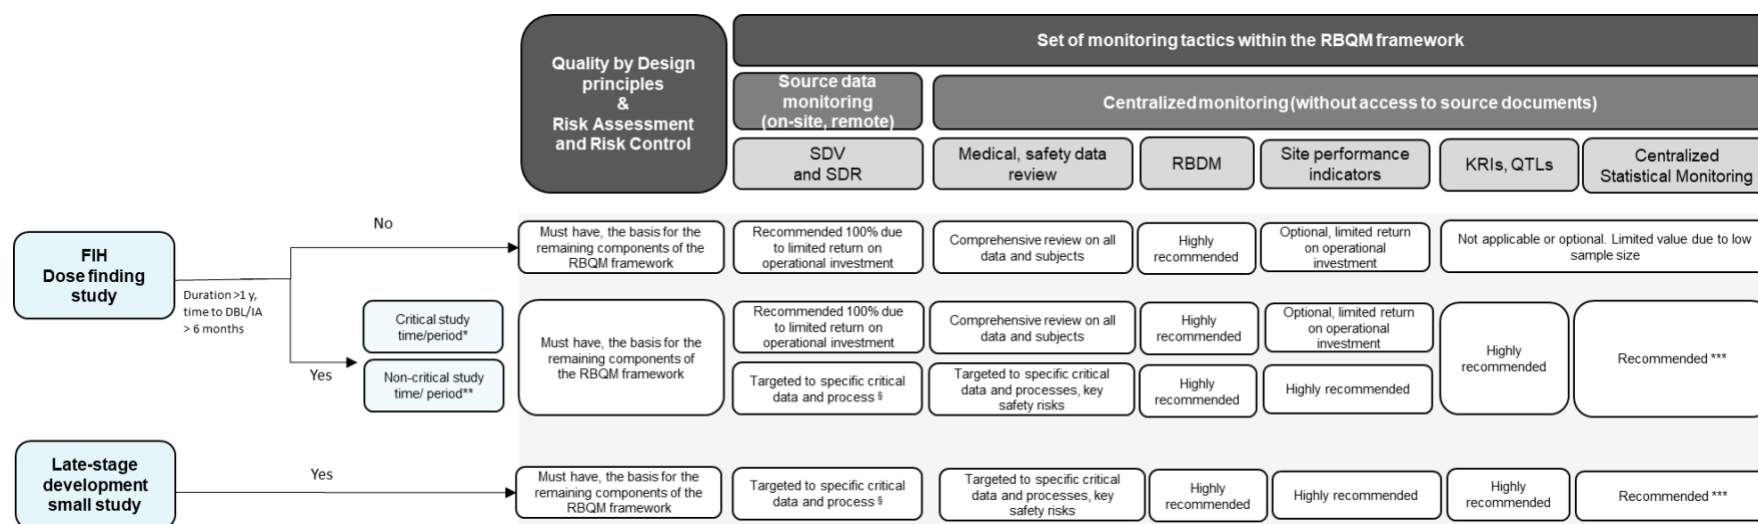 Quality by Design
principles
&
Risk Assessment
and Risk Control
Set of monitoring tactics within the RBQM framework
Source data
monitoring
(on-site, remote)
Centralized monitoring (without access to source documents)
SDV
and SDR
Medical, safety data
review
RBDM
Site performance
indicators
KRIs, QTLs
Centralized
Statistical Monitoring
FIH
Dose finding
study
Duration >1 y,
time to DBL/IA
> 6 months
No
Must have, the basis for the
remaining components of the
RBQM framework
Recommended 100% due
to limited return on
operational investment
Comprehensive review on all
data and subjects
Highly
recommended
Optional, limited return
on operational
investment
Not applicable or optional. Limited value due to low
sample size
Yes
Critical study
time/period*
Non-critical study
time/ period**
Must have, the basis for the
remaining components of
the RBQM framework
Recommended 100% due
to limited return on
operational investment
Comprehensive review on all
data and subjects
Highly
recommended
Optional, limited return
on operational
investment
Targeted to specific critical
data and process §
Targeted to specific critical
data and processes, key
safety risks
Highly
recommended
Highly recommended
Highly
recommended
Recommended ***
Late-stage
development
small study
Yes
Must have, the basis for the
remaining components of the
RBQM framework
Targeted to specific critical
data and process §
Targeted to specific critical
data and processes, key
safety risks
Highly
recommended
Highly recommended
Highly
recommended
Recommended ***